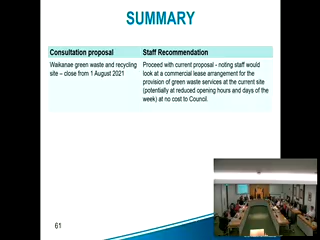 SUMMARY
Consultation proposal
Staff Recommendation
Waikanae green waste and recycling
site – close from 1 August 2021
Proceed with current proposal - noting staff would
look at a commercial lease arrangement for the
provision of green waste services at the current site
(potentially at reduced opening hours and days of the
week) at no cost to Council.
61